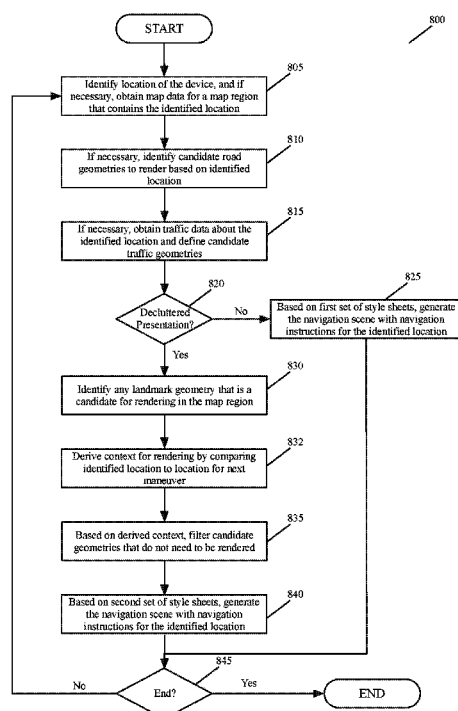 START
800
805
Identify location of the device, and if
necessary, obtain map data for a map region
that contains the identified location
810
If necessary, identify candidate road
geometries to render based on identified
location
815
If necessary, obtain traffic data about the
identified location and define candidate
traffic geometries
820
Decluttered
Presentation?
No
825
Based on first set of style sheets, generate
the navigation scene with navigation
instructions for the identified location
Yes
830
Identify any landmark geometry that is a
candidate for rendering in the map region
832
Derive context for rendering by comparing
identified location to location for next
maneuver
835
Based on derived context, filter candidate
geometries that do not need to be rendered
840
Based on second set of style sheets, generate
the navigation scene with navigation
instructions for the identified location
845
No
End?
Yes
END